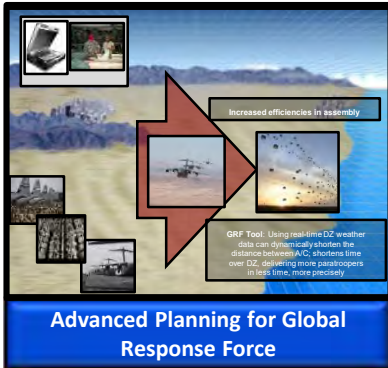 Increased efficiencies in assembly
GRF Tool: Using real-time DZ weather
data can dynamically shorten the
distance between A/C; shortens time
over DZ, delivering more paratroopers
in less time, more precisely
Advanced Planning for Global
Response Force